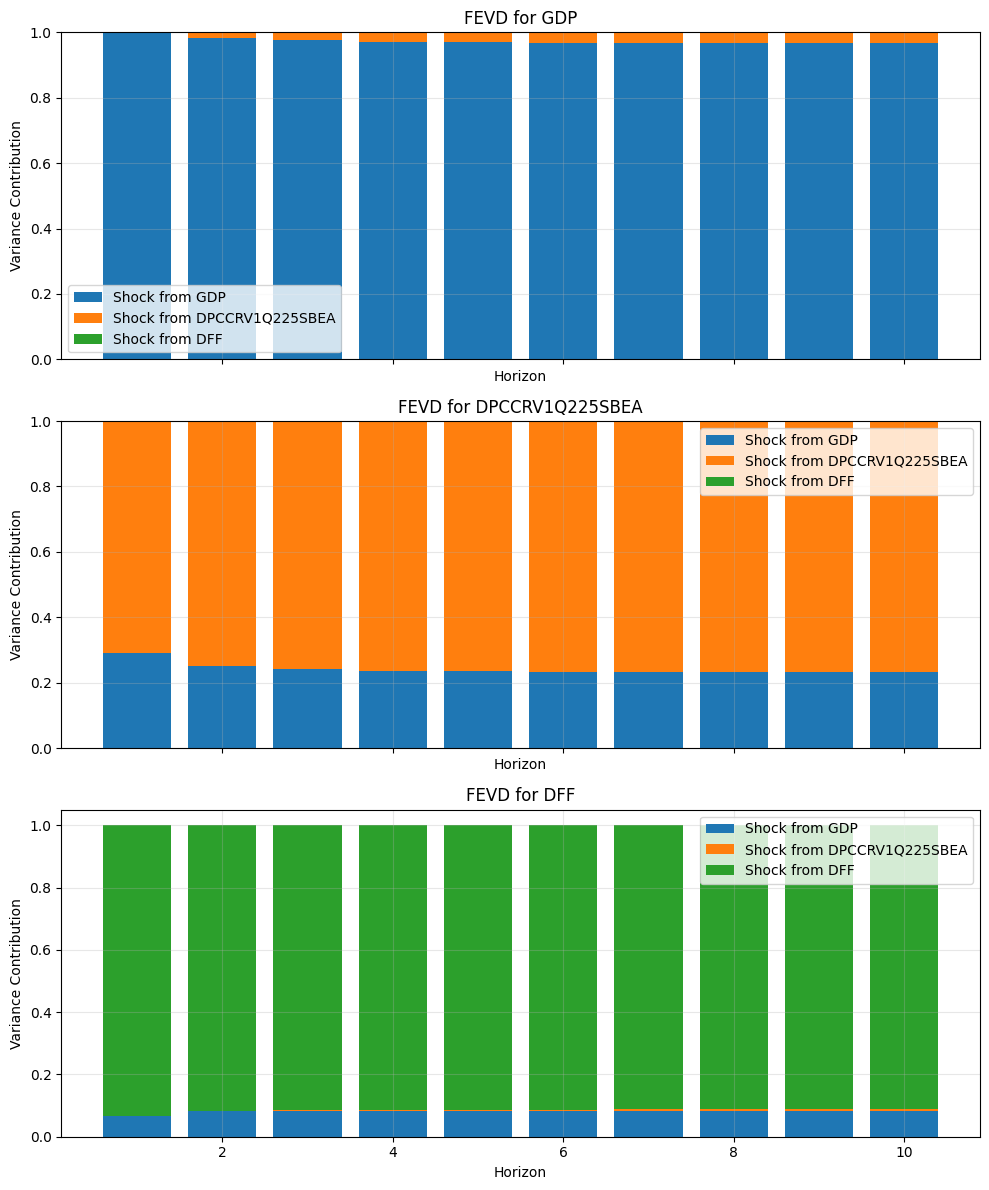 FEVD for GDP
1.0
0.8
0.6
0.4
0.2
0.0
Variance Contribution
Shock from GDP
Shock from DPCCRV1Q225SBEA
Shock from DFF
Horizon
FEVD for DPCCRV1Q225SBEA
1.0
0.8
0.6
0.4
0.2
0.0
Variance Contribution
Shock from GDP
Shock from DPCCRV1Q225SBEA
Shock from DFF
Horizon
FEVD for DFF
1.0
0.8
0.6
0.4
0.2
0.0
Variance Contribution
Shock from GDP
Shock from DPCCRV1Q225SBEA
Shock from DFF
2 4 6 8 10
Horizon